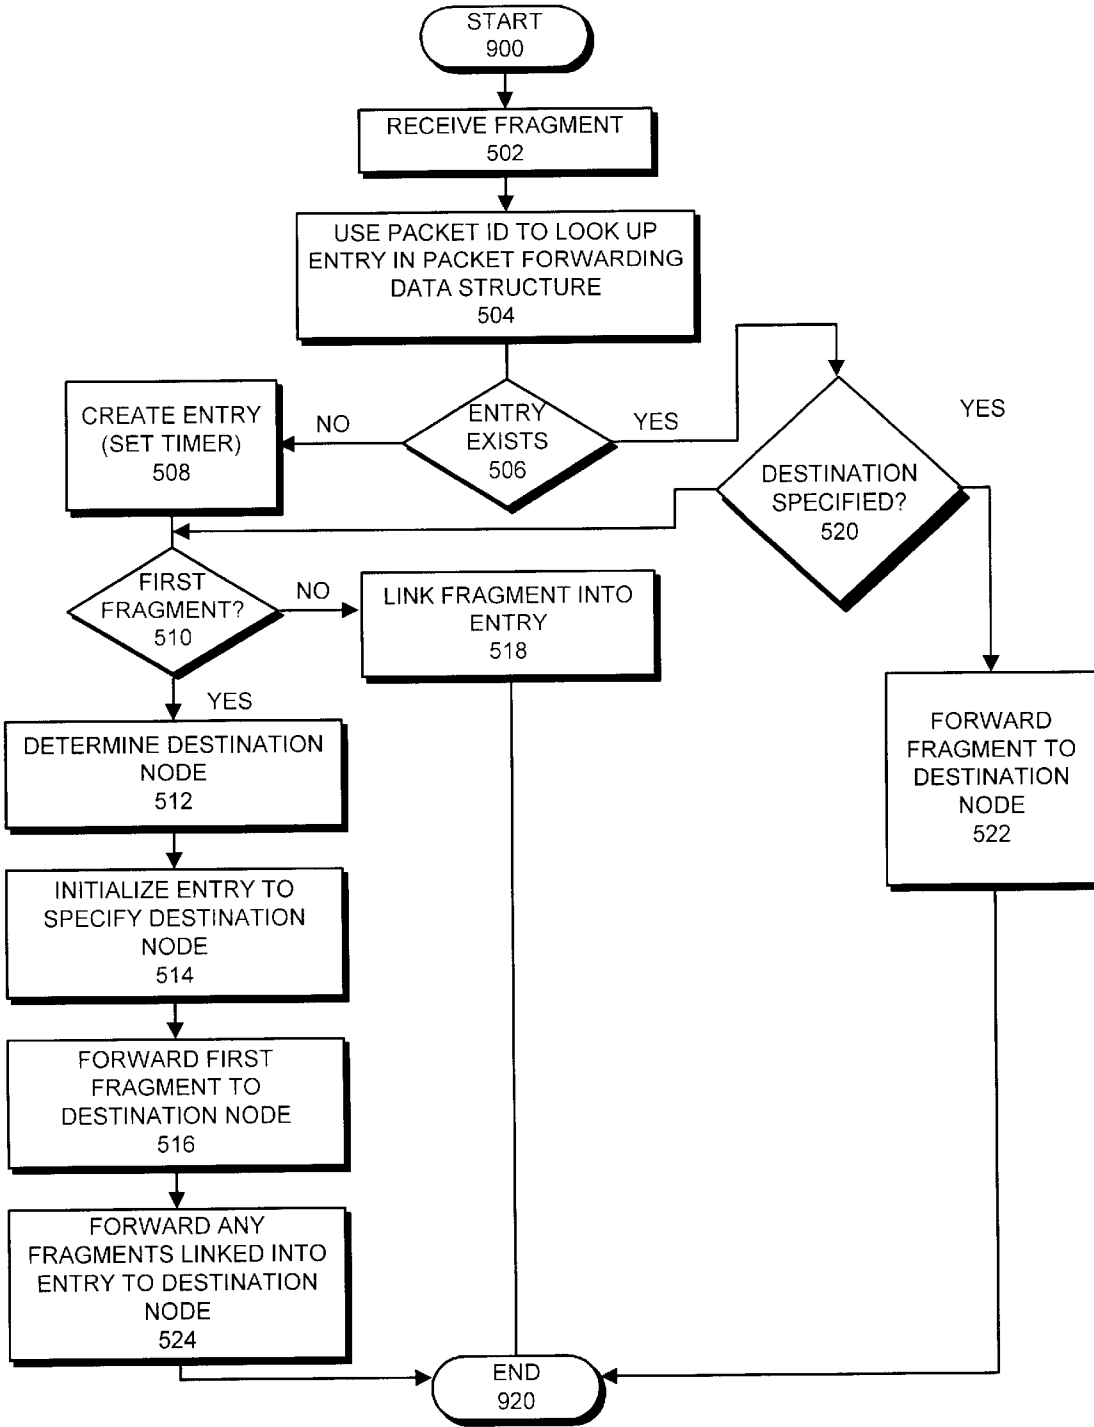 START
900
RECEIVE FRAGMENT
502
USE PACKET ID TO LOOK UP
ENTRY IN PACKET FORWARDING
DATA STRUCTURE
504
ENTRY
EXISTS
506
NO
YES
CREATE ENTRY
(SET TIMER)
508
DESTINATION
SPECIFIED?
520
YES
FIRST
FRAGMENT?
510
NO
YES
LINK FRAGMENT INTO
ENTRY
518
DETERMINE DESTINATION
NODE
512
FORWARD
FRAGMENT TO
DESTINATION
NODE
522
INITIALIZE ENTRY TO
SPECIFY DESTINATION
NODE
514
FORWARD FIRST
FRAGMENT TO
DESTINATION NODE
516
FORWARD ANY
FRAGMENTS LINKED INTO
ENTRY TO DESTINATION
NODE
524
END
920